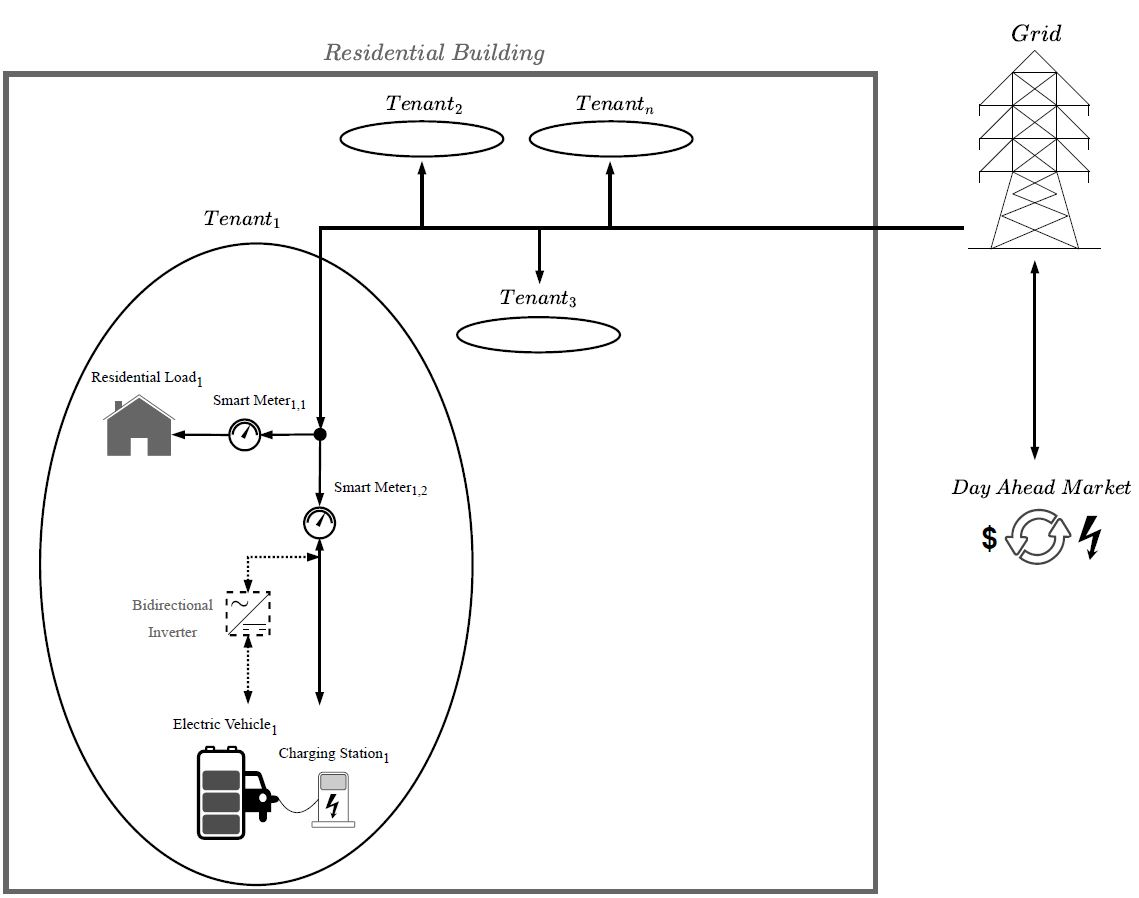 Grid
Residential Building
Tenant₂
Tenantₙ
Tenant₁
Tenant₃
Residential Load₁
Smart Meter₁,₁
Smart Meter₁,₂
Day Ahead Market
$
Bidirectional
Inverter
Electric Vehicle₁
Charging Station₁